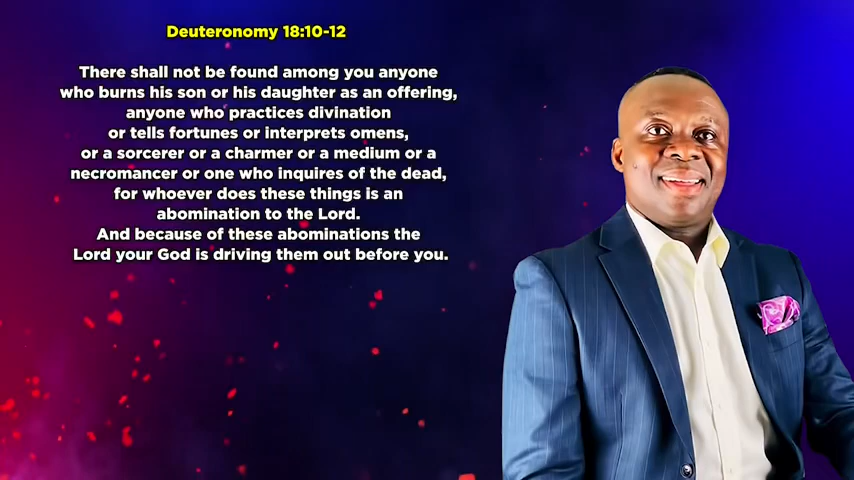 Deuteronomy 18:10-12
There shall not be found among you anyone
who burns his son or his daughter as an offering,
anyone who practices divination
or tells fortunes or interprets omens,
or a sorcerer or a charmer or a medium or a
necromancer or one who inquires of the dead,
for whoever does these things is an
abomination to the Lord.
And because of these abominations the
Lord your God is driving them out before you.